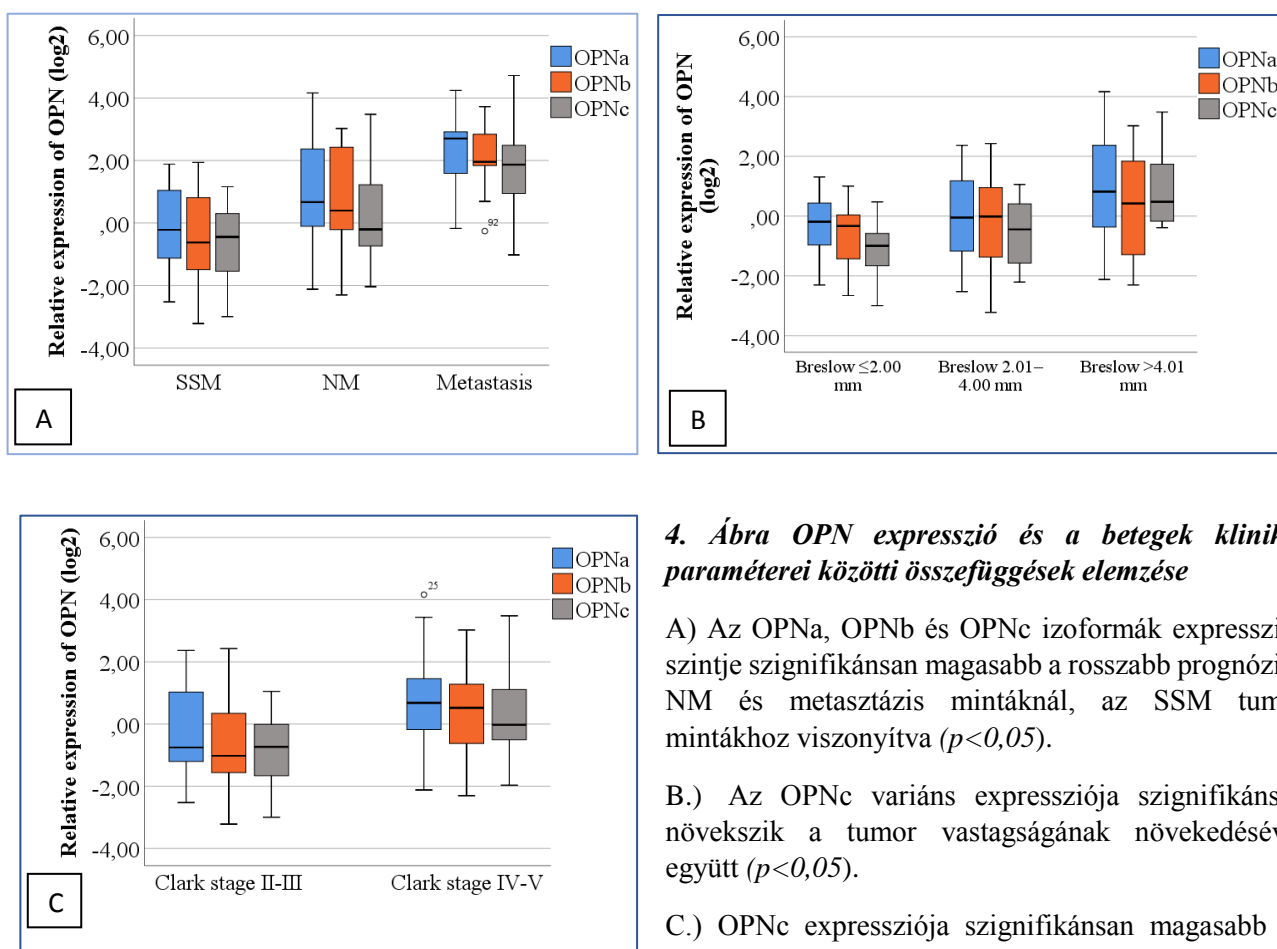 6,00
4,00
2,00
,00
-2,00
-4,00
Relative expression of OPN (log2)
OPNa
OPNb
OPNc
92
SSM NM Metastasis
A
6,00
4,00
2,00
,00
-2,00
-4,00
Relative expression of OPN
(log2)
OPNa
OPNb
OPNc
Breslow ≤2.00
mm
Breslow 2.01–
4.00 mm
Breslow >4.01
mm
B
6,00
4,00
2,00
,00
-2,00
-4,00
Relative expression of OPN (log2)
OPNa
OPNb
OPNc
25
Clark stage II-III Clark stage IV-V
C
4. Ábra OPN expresszió és a betegek klinik
paraméterei közötti összefüggések elemzése
A) Az OPNa, OPNb és OPNc izoformák expresszi
szintje szignifikánsan magasabb a rosszabb prognózi
NM és metasztázis mintáknál, az SSM tum
mintákhoz viszonyítva (p<0,05).
B.) Az OPNc variáns expressziója szignifikáns
növekszik a tumor vastagságának növekedésév
együtt (p<0,05).
C.) OPNc expressziója szignifikánsan magasabb